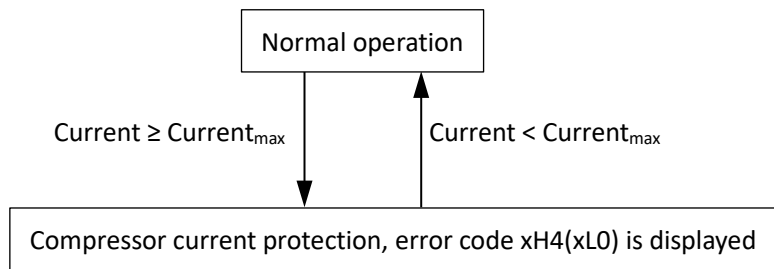 Normal operation
Current ≥ Currentmax
Current < Currentmax
Compressor current protection, error code xH4(xL0) is displayed